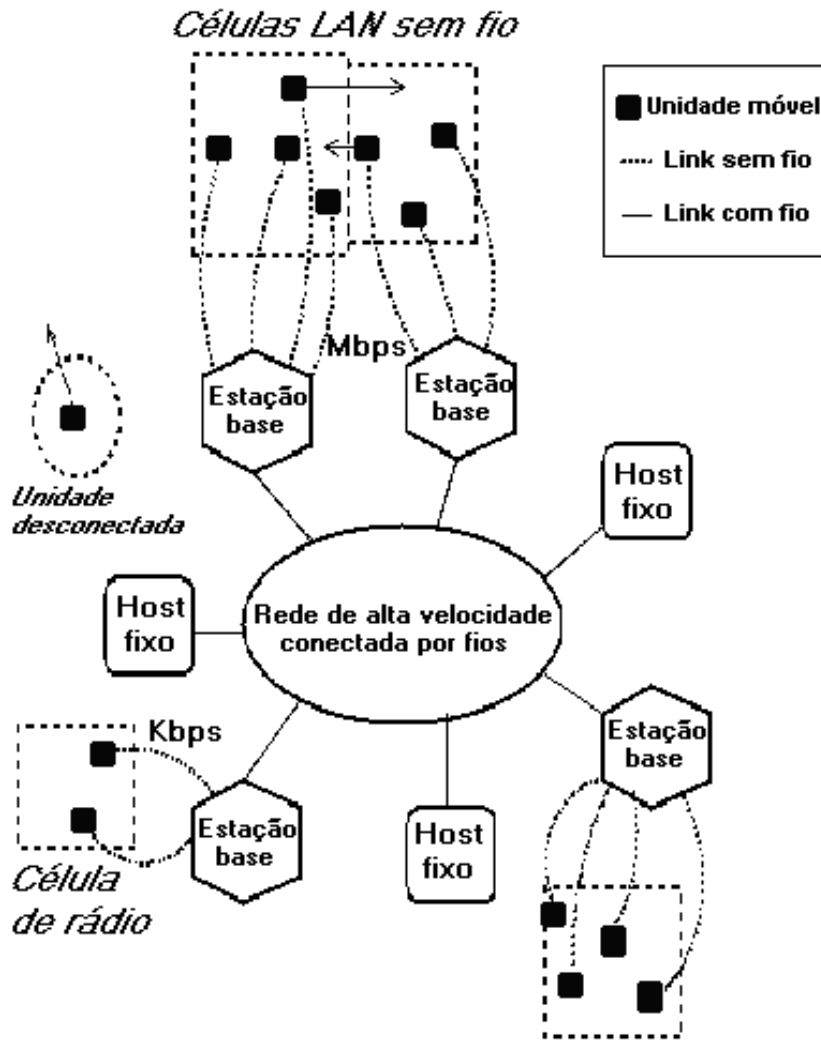 Células LAN sem fio
Unidade móvel
Link sem fio
Link com fio
Mbps
Estação
base
Estação
base
Unidade
desconectada
Host
fixo
Host
fixo
Rede de alta velocidade
conectada por fios
Kbps
Estação
base
Estação
base
Host
fixo
Célula
de rádio